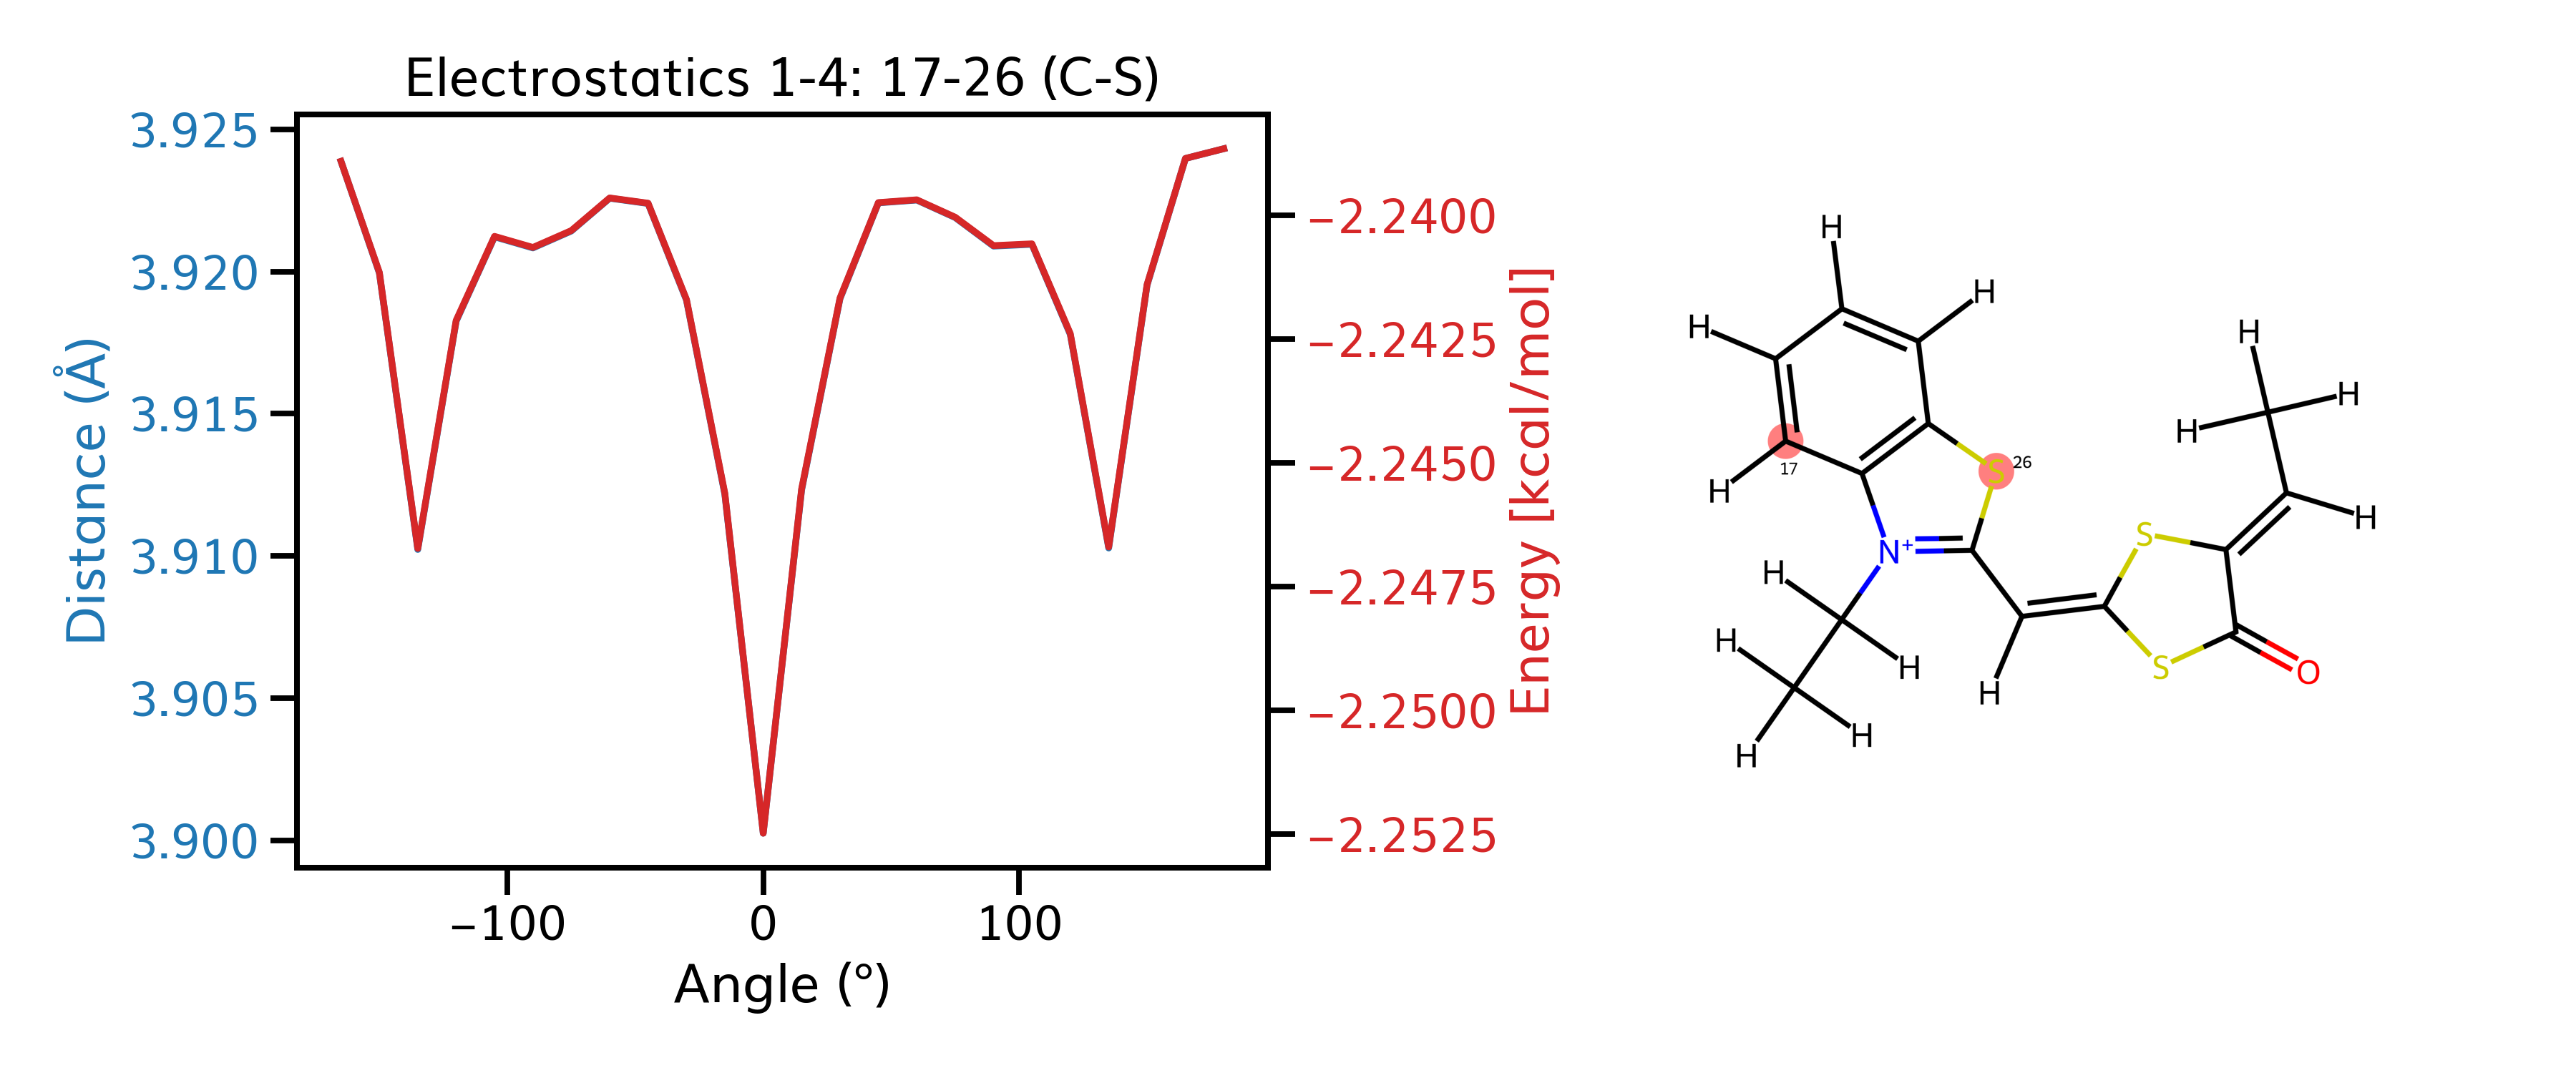 Electrostatics 1-4: 17-26 (C-S)
3.925
3.920
3.915
3.910
3.905
3.900
Distance (Å)
−2.2400
−2.2425
−2.2450
−2.2475
−2.2500
−2.2525
Energy [kcal/mol]
−100 0 100
Angle (°)
H
H
H
H
H
H
H
17
S 26
H
H
S
N+
H
H
H
S
O
H
H
H